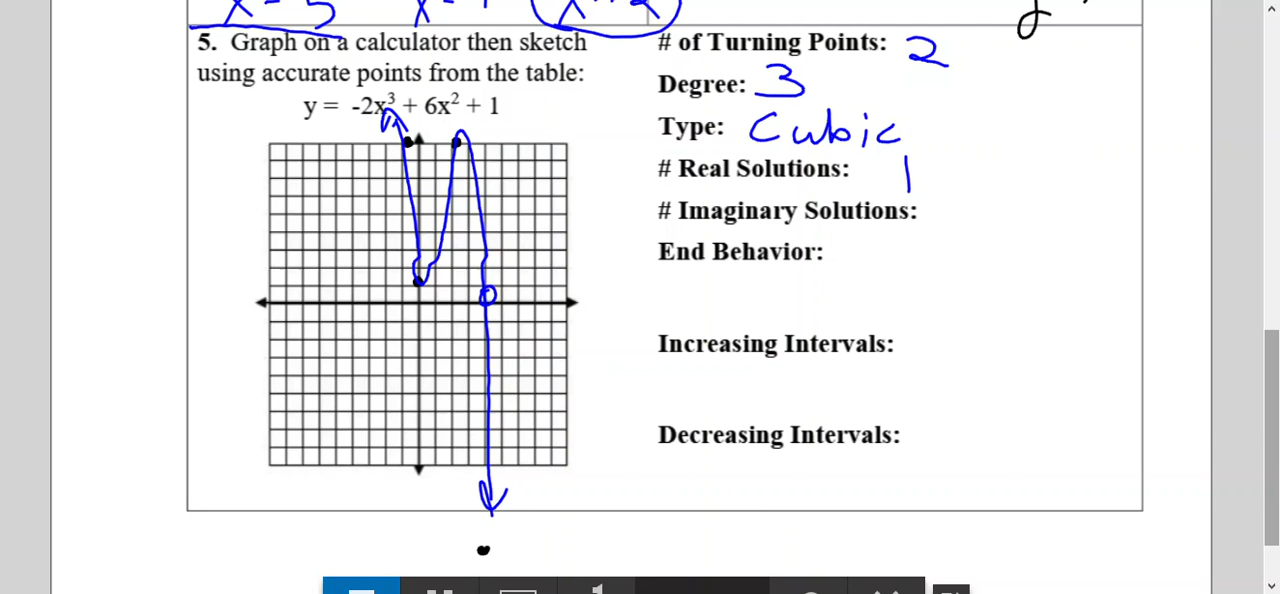 x = 5
5. Graph on a calculator then sketch
using accurate points from the table:
y = -2x³ + 6x² + 1
# of Turning Points: 2
Degree: 3
Type: Cubic
# Real Solutions: 1
# Imaginary Solutions:
End Behavior:
Increasing Intervals:
Decreasing Intervals: